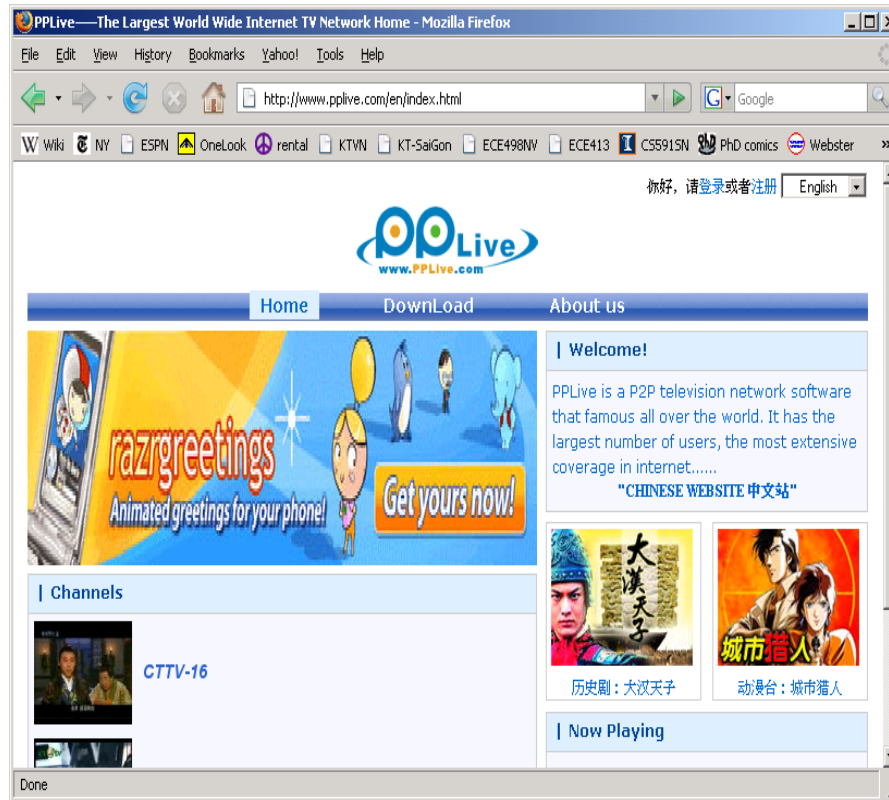 PPLive——The Largest World Wide Internet TV Network Home - Mozilla Firefox
File Edit View History Bookmarks Yahoo! Tools Help
http://www.pplive.com/en/index.html
G Google
W Wiki NY ESPN OneLook rental KTVN KT-SaiGon ECE498NV ECE413 CS591SN PhD comics Webster »
你好，请登录或者注册 English
PPLive
www.PPLive.com
Home DownLoad About us
razrgreetings
Animated greetings for your phone!
Get yours now!
| Welcome!
PPLive is a P2P television network software
that famous all over the world. It has the
largest number of users, the most extensive
coverage in internet......
"CHINESE WEBSITE 中文站"
大漢天子
城市猎人
历史剧：大汉天子
动漫台：城市猎人
| Channels
CTTV-16
| Now Playing
Done